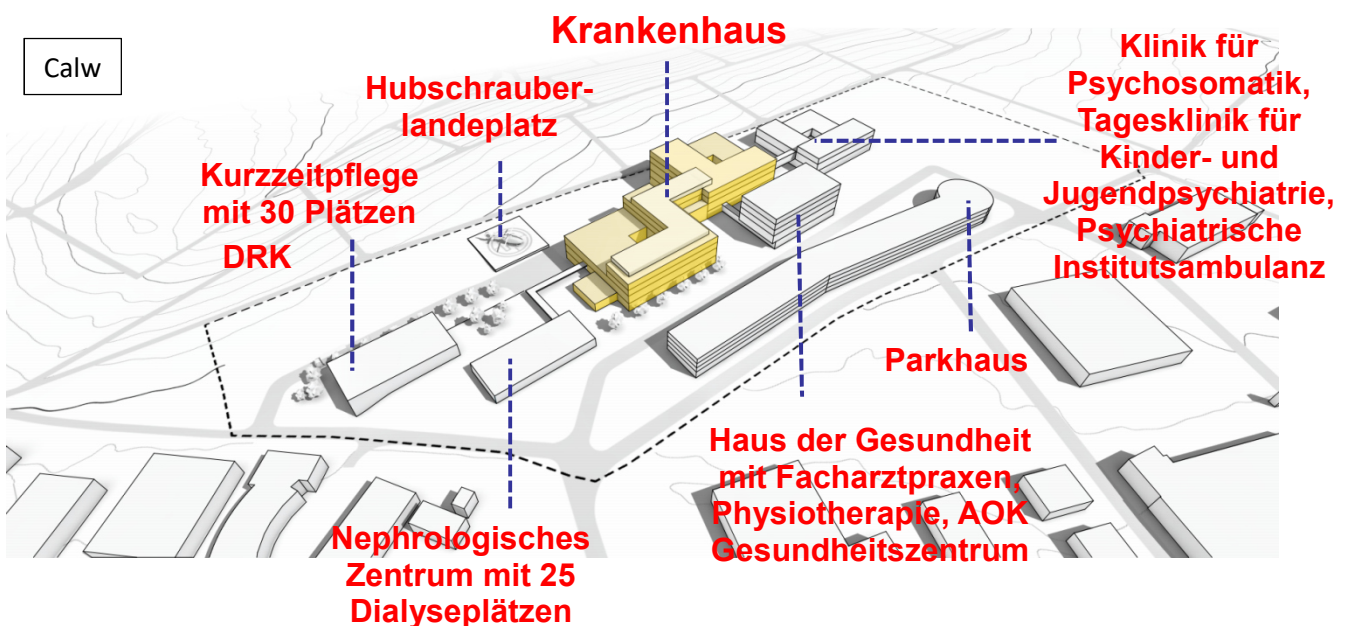 Calw
Krankenhaus
Hubschrauber-
landeplatz
Kurzzeitpflege
mit 30 Plätzen
DRK
Klinik für
Psychosomatik,
Tagesklinik für
Kinder- und
Jugendpsychiatrie,
Psychiatrische
Institutsambulanz
Parkhaus
Haus der Gesundheit
mit Facharztpraxen,
Physiotherapie, AOK
Gesundheitszentrum
Nephrologisches
Zentrum mit 25
Dialyseplätzen